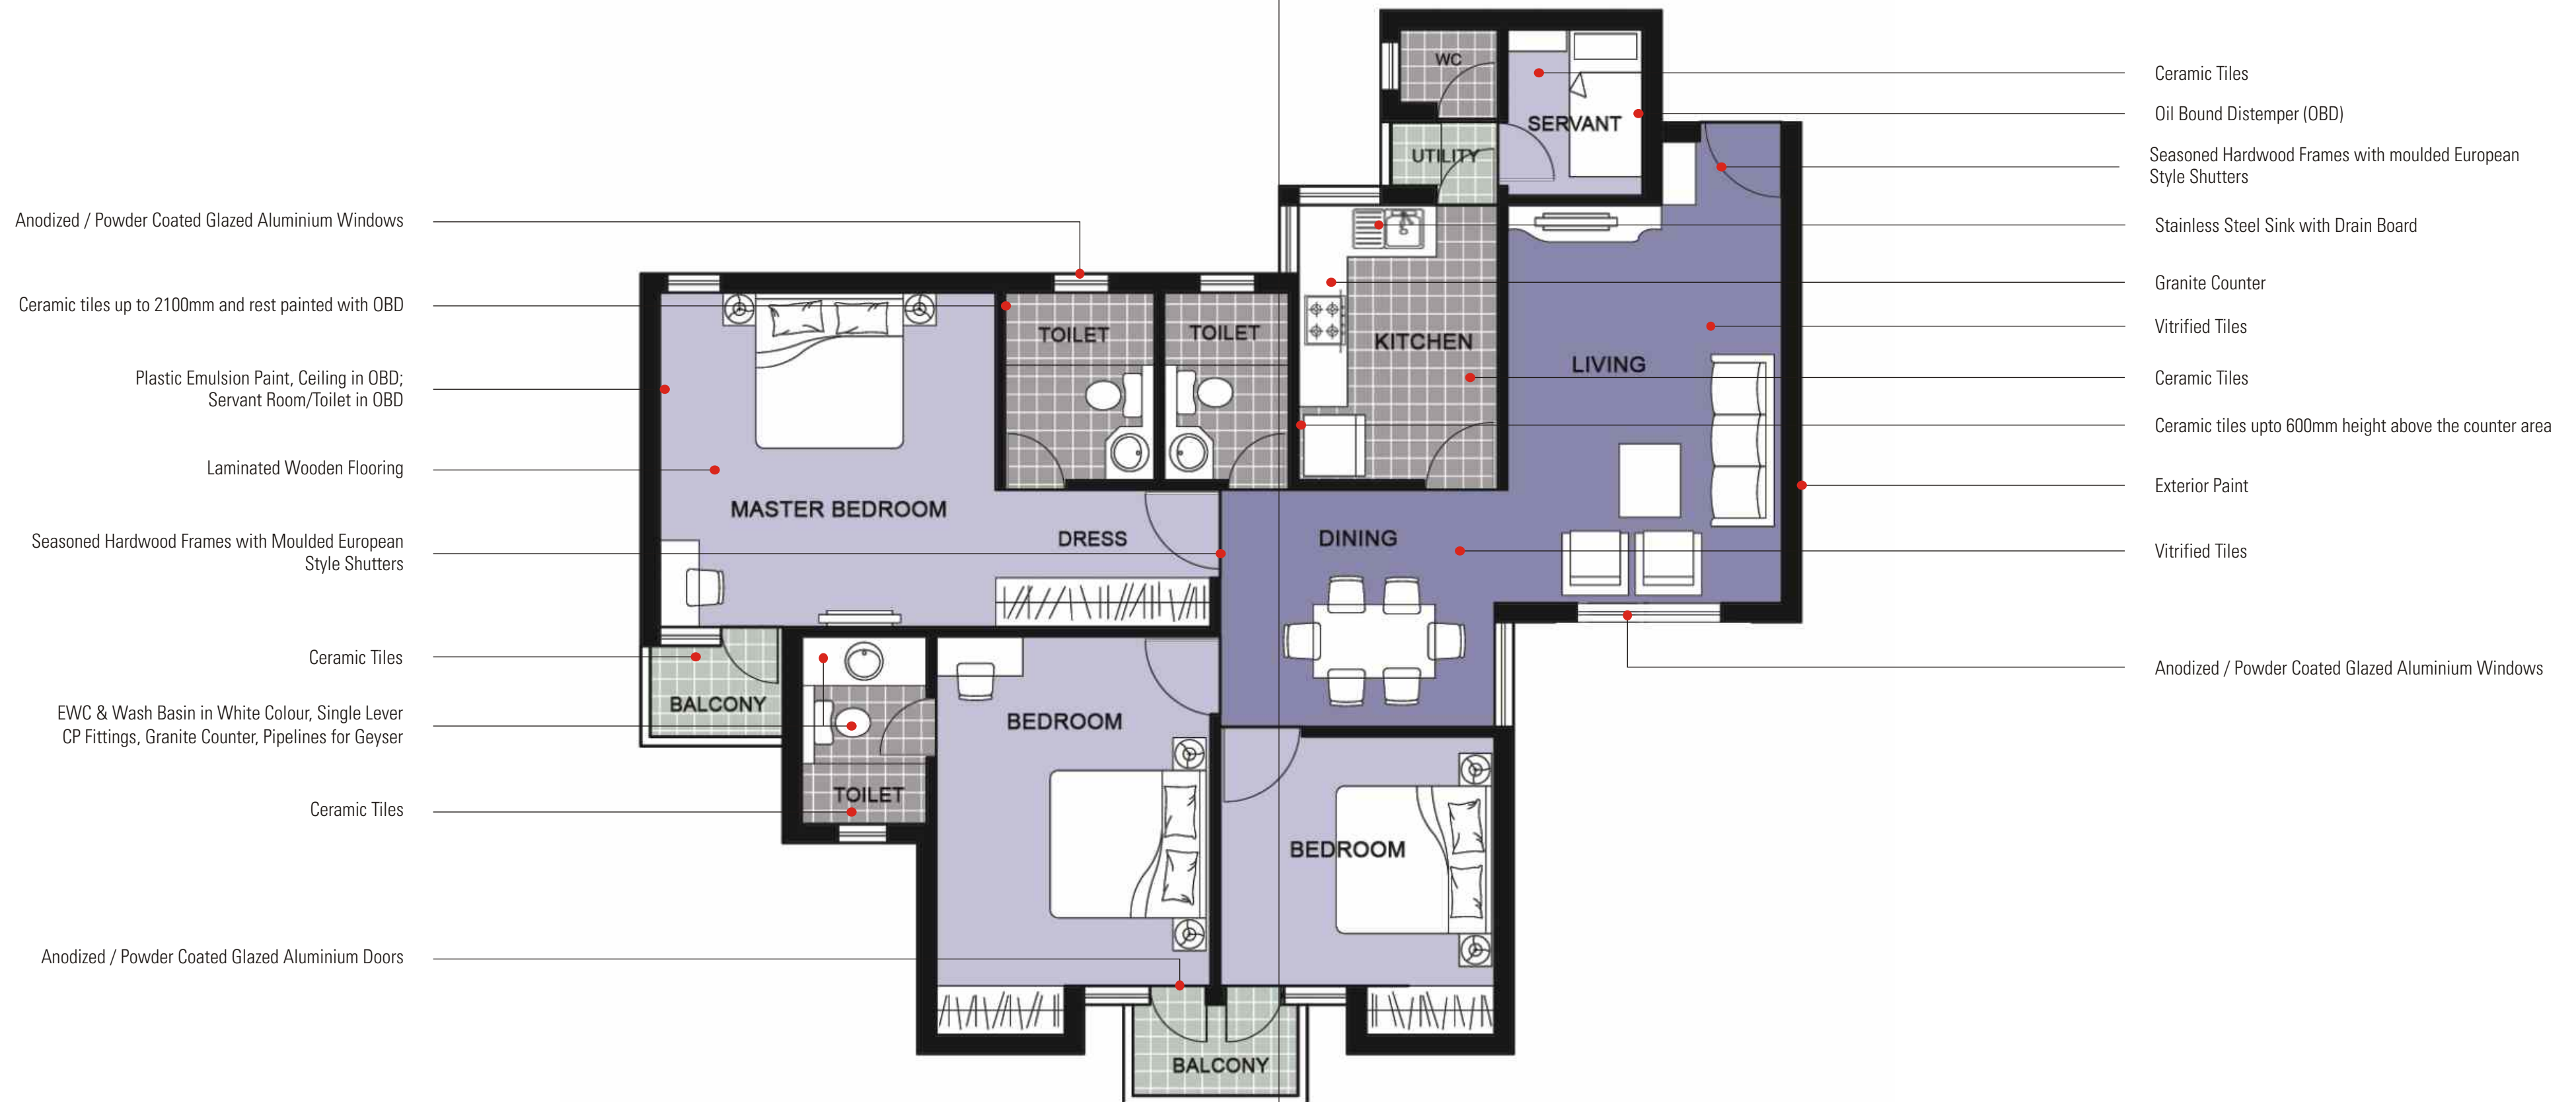 Anodized / Powder Coated Glazed Aluminium Windows
Ceramic tiles up to 2100mm and rest painted with OBD
Plastic Emulsion Paint, Ceiling in OBD;
Servant Room/Toilet in OBD
Laminated Wooden Flooring
Seasoned Hardwood Frames with Moulded European
Style Shutters
Ceramic Tiles
EWC & Wash Basin in White Colour, Single Lever
CP Fittings, Granite Counter, Pipelines for Geyser
Ceramic Tiles
Anodized / Powder Coated Glazed Aluminium Doors
WC
SERVANT
UTILITY
TOILET
TOILET
KITCHEN
LIVING
MASTER BEDROOM
DRESS
DINING
BALCONY
BEDROOM
TOILET
BEDROOM
BALCONY
Ceramic Tiles
Oil Bound Distemper (OBD)
Seasoned Hardwood Frames with moulded European
Style Shutters
Stainless Steel Sink with Drain Board
Granite Counter
Vitrified Tiles
Ceramic Tiles
Ceramic tiles upto 600mm height above the counter area
Exterior Paint
Vitrified Tiles
Anodized / Powder Coated Glazed Aluminium Windows